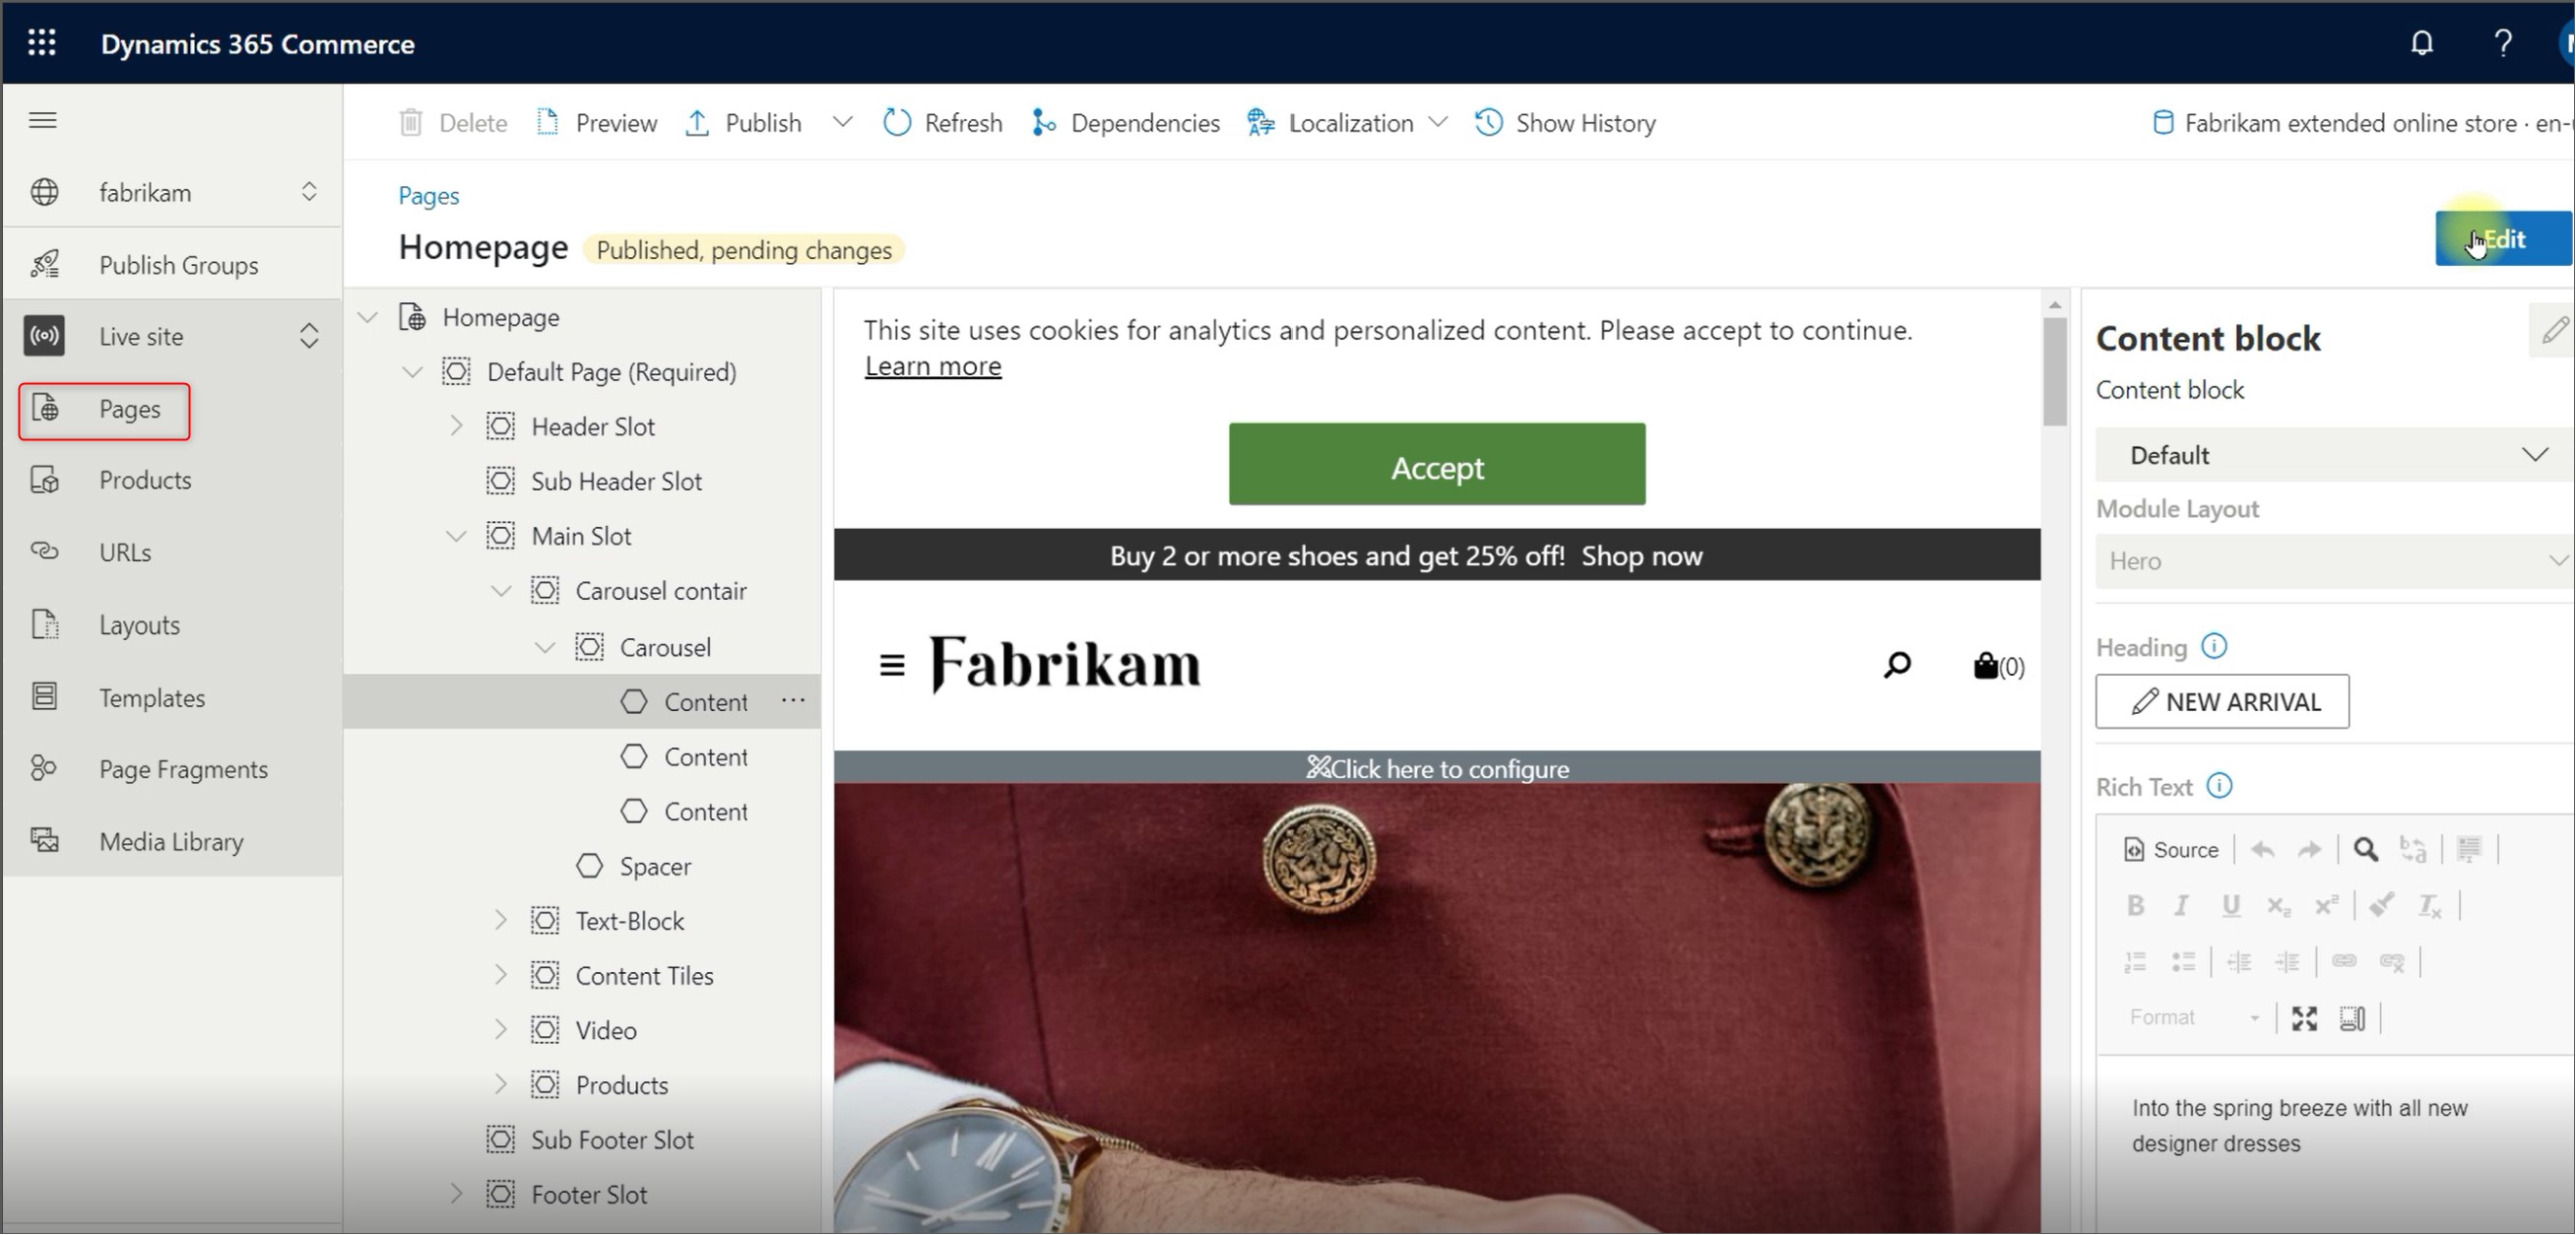 Dynamics 365 Commerce
?
Delete
Preview
Publish
Refresh
Dependencies
Localization
Show History
Fabrikam extended online store · en-
fabrikam
Publish Groups
Live site
Pages
Products
URLs
Layouts
Templates
Page Fragments
Media Library
Pages
Homepage
Published, pending changes
Edit
Homepage
Default Page (Required)
Header Slot
Sub Header Slot
Main Slot
Carousel contair
Carousel
Content ...
Content
Content
Spacer
Text-Block
Content Tiles
Video
Products
Sub Footer Slot
Footer Slot
This site uses cookies for analytics and personalized content. Please accept to continue.
Learn more
Accept
Buy 2 or more shoes and get 25% off! Shop now
Fabrikam
(0)
Click here to configure
Content block
Content block
Default
Module Layout
Hero
Heading
NEW ARRIVAL
Rich Text
Source
B I U x₂ x² Tx
Format
Into the spring breeze with all new
designer dresses